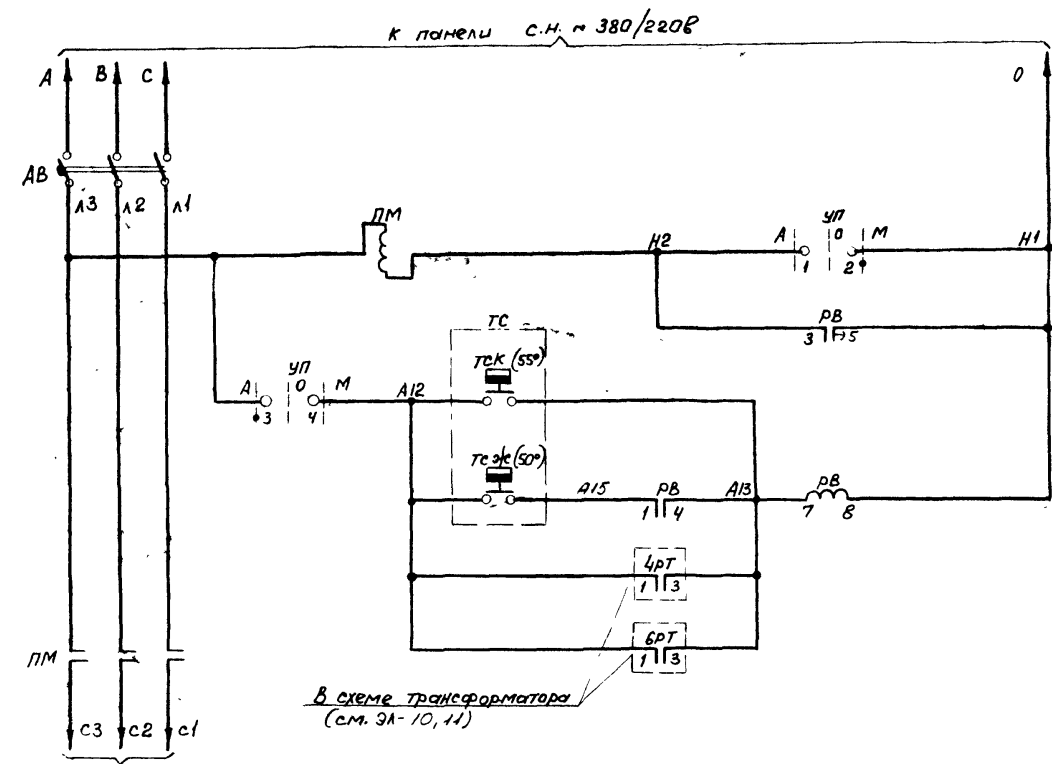 К панели С.Н. ~ 380/220в
А В С О
АВ
Л3 Л2 Л1
ПМ
Н2
А УП 0 М
1 2
Н1
РВ
3 5
ТС
ТСК (55°)
А УП 0 М
3 4
А12
ТСЖ (50°)
А15
РВ
1 4
А13
РВ
7 8
4РТ
1 3
6РТ
1 3
ПМ
В схеме трансформатора
(см. ЭЛ-10, 11)
С3 С2 С1